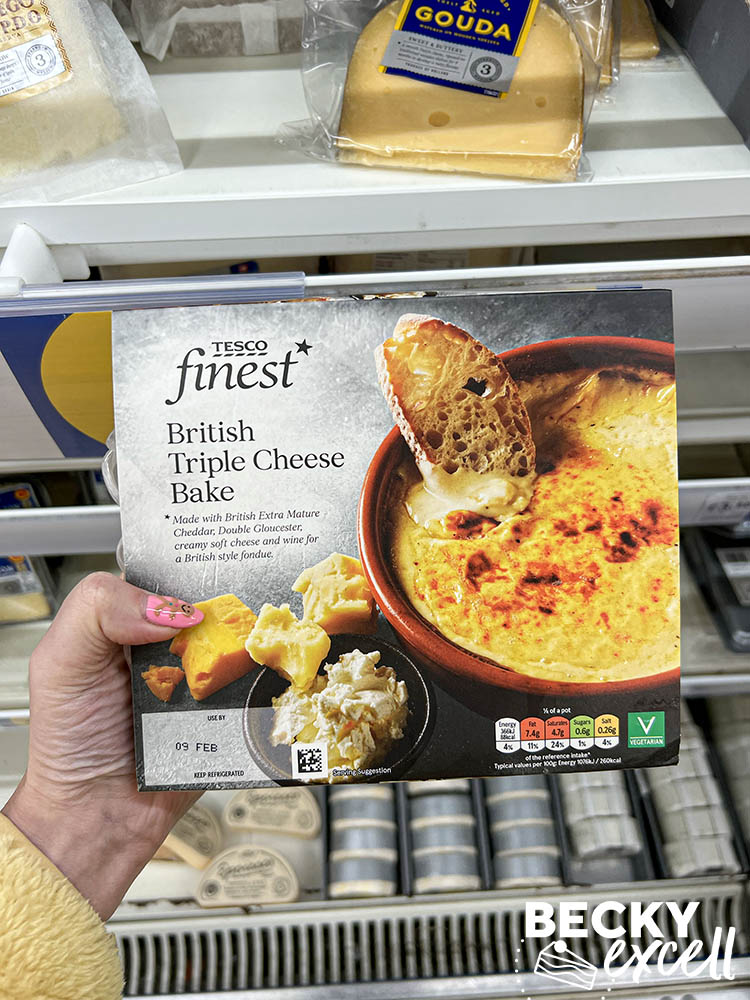 GOUDA
SWEET & BUTTERY
3
3
TESCO
finest*
British
Triple Cheese
Bake
* Made with British Extra Mature
Cheddar, Double Gloucester,
creamy soft cheese and wine for
a British style fondue.
USE BY
09 FEB
KEEP REFRIGERATED
Serving Suggestion
⅙ of a pot
Energy Fat Saturates Sugars Salt
366kJ 88kcal 7.4g 4.7g 0.6g 0.26g
4% 11% 24% 1% 4%
of the reference intake*
Typical values per 100g: Energy 1076kJ / 260kcal
V
VEGETARIAN
BECKY
excell